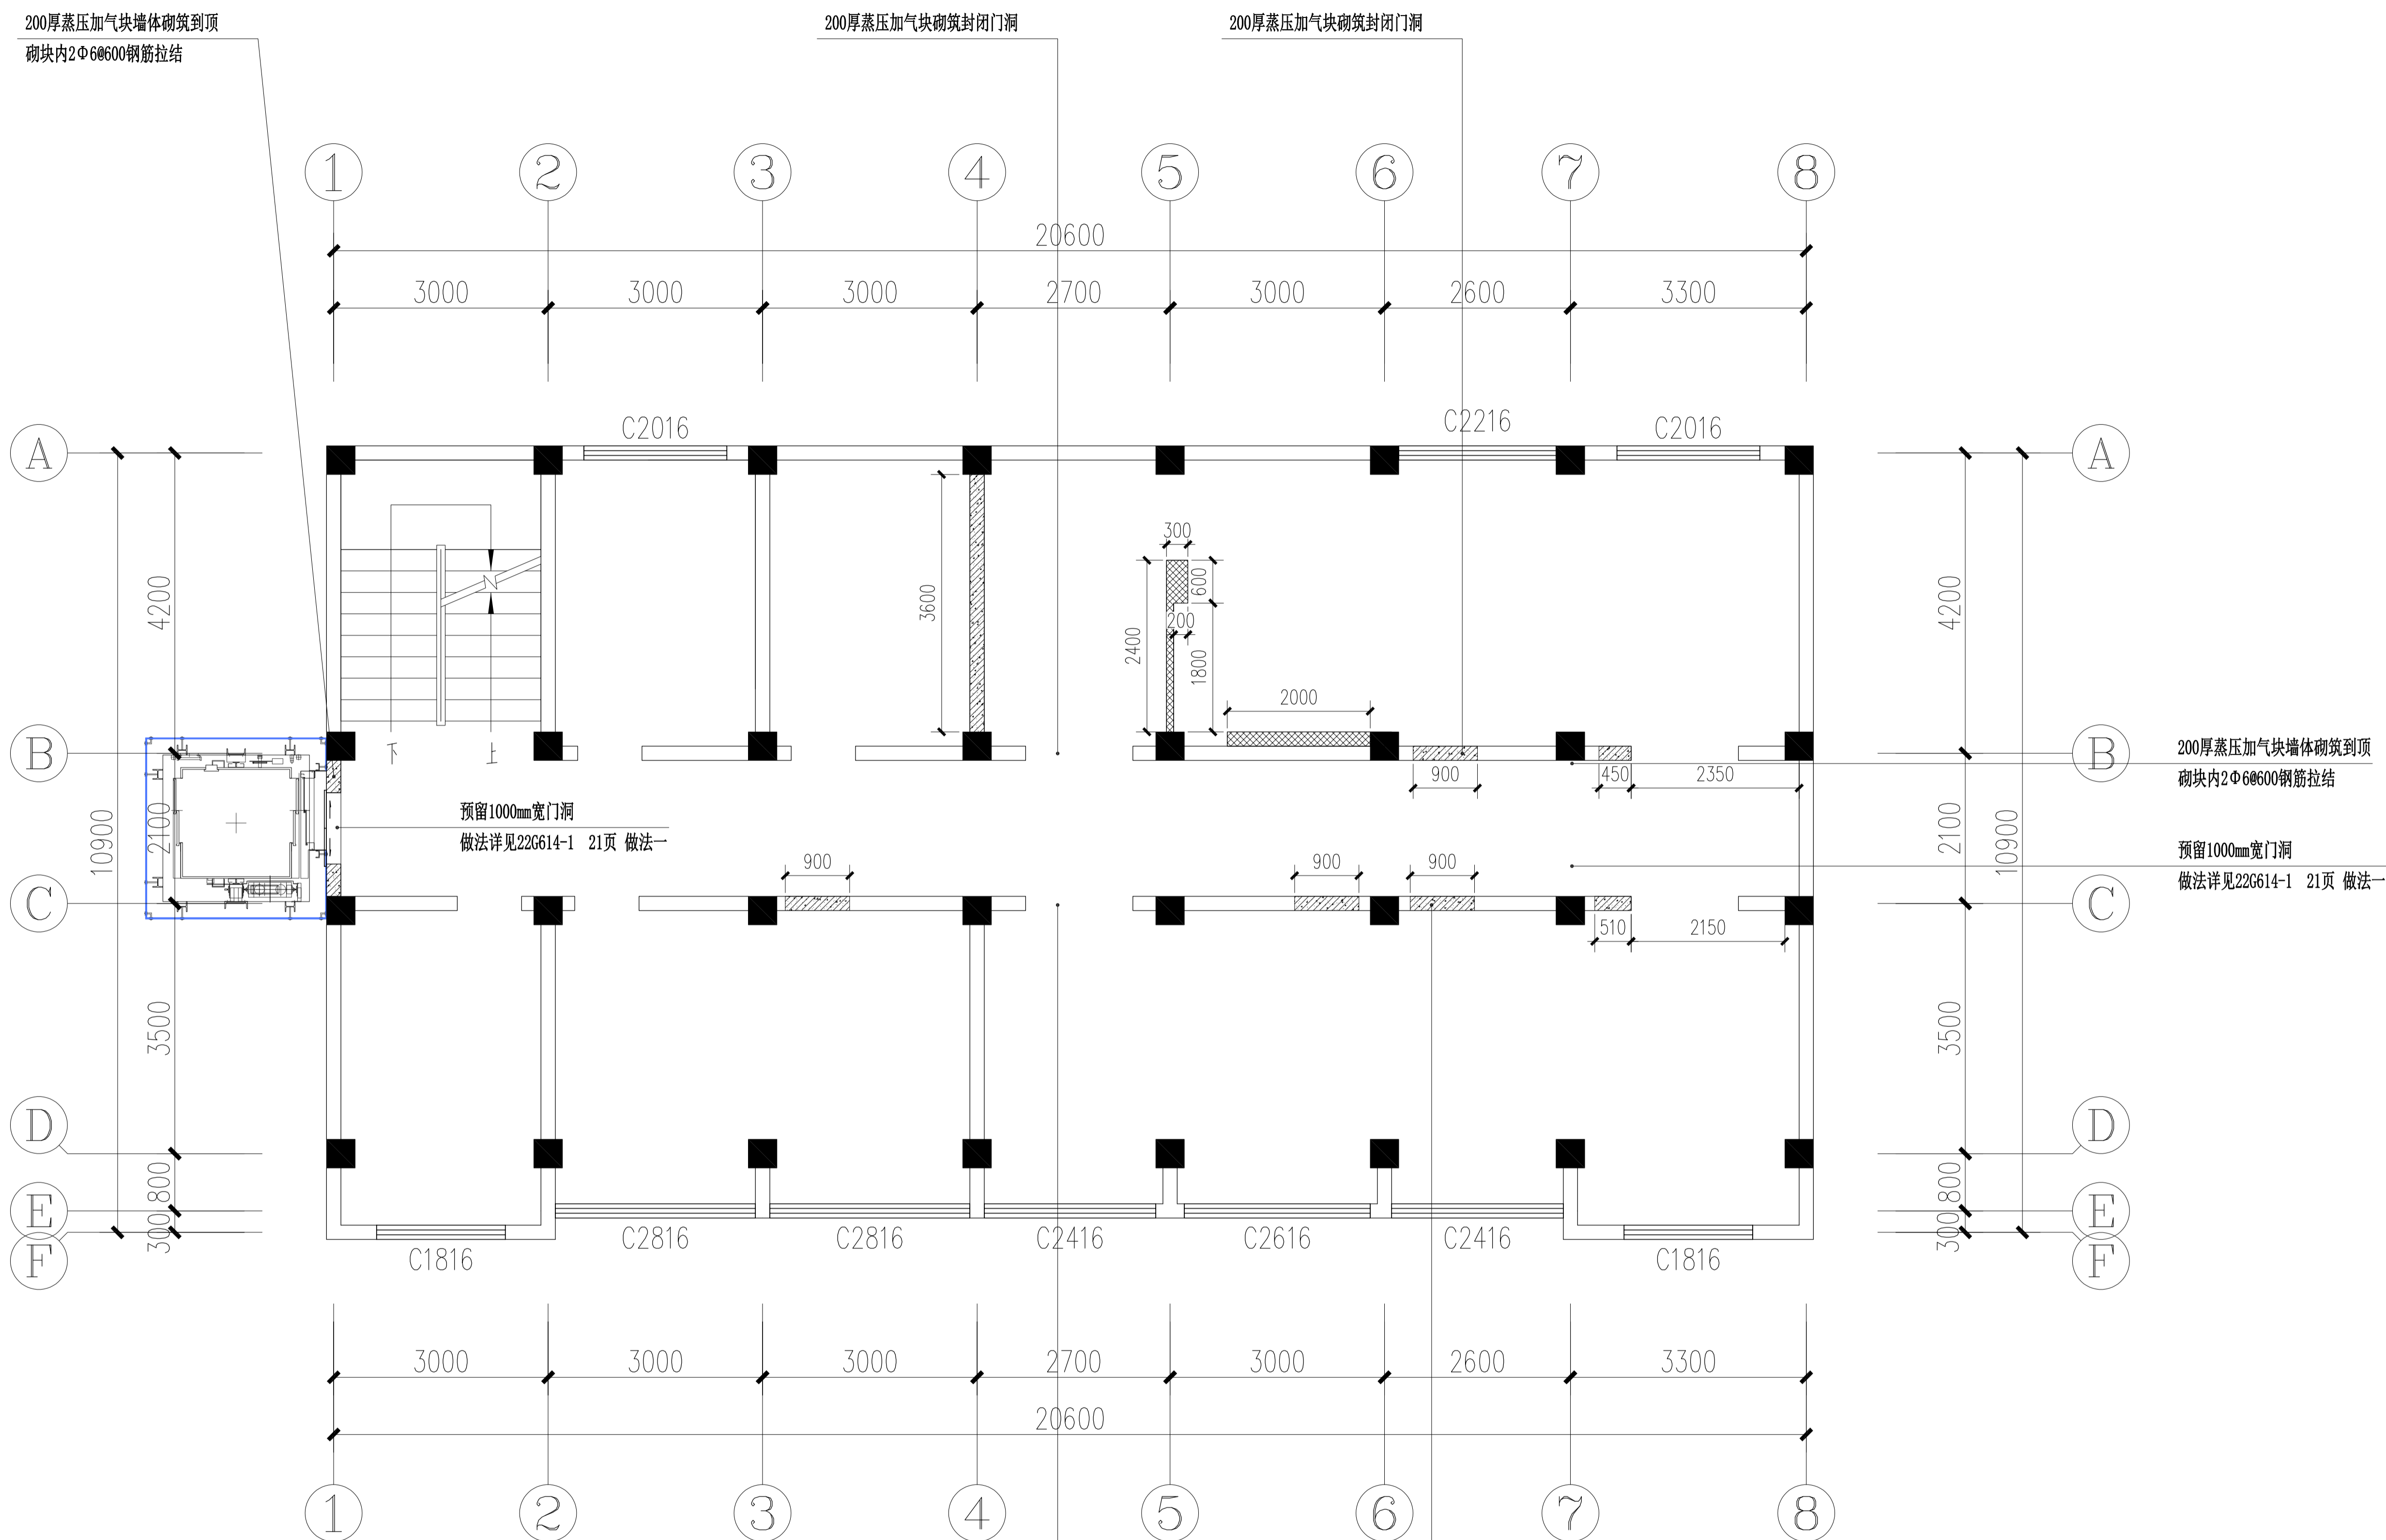 200厚蒸压加气块墙体砌筑到顶
砌块内2Φ6@600钢筋拉结
200厚蒸压加气块砌筑封闭门洞
200厚蒸压加气块砌筑封闭门洞
1 2 3 4 5 6 7 8
20600
3000 3000 3000 2700 3000 2600 3300
C2016 C2216 C2016
A A
300
4200 3600 2400 600 4200
200
1800
2000
下 上
B B
200厚蒸压加气块墙体砌筑到顶
砌块内2Φ6@600钢筋拉结
900 450 2350
预留1000mm宽门洞
做法详见22G614-1 21页 做法一
10900 2100 2100 10900
预留1000mm宽门洞
做法详见22G614-1 21页 做法一
900 900 900
C C
510 2150
3500 3500
D D
800 800
E E
300 300
C2816 C2816 C2416 C2616 C2416
F F
C1816 C1816
3000 3000 3000 2700 3000 2600 3300
20600
1 2 3 4 5 6 7 8